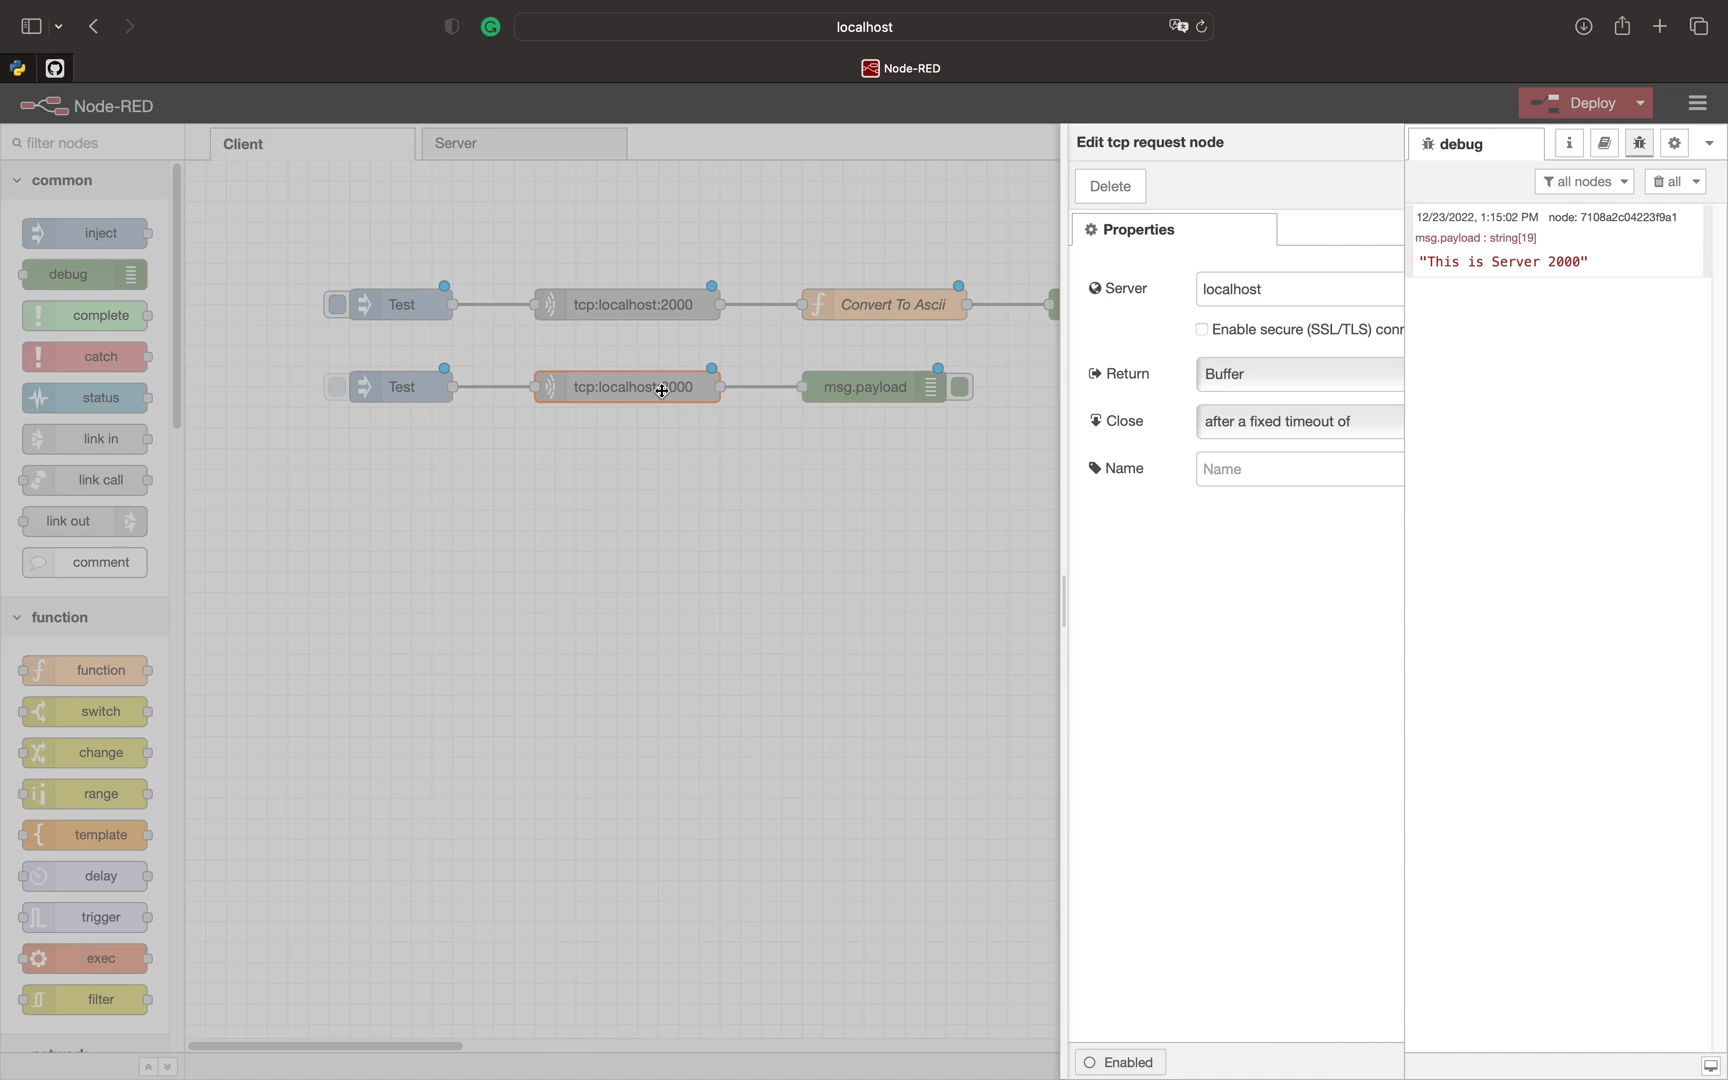 localhost
Node-RED
Node-RED
Deploy
filter nodes
Client
Server
Edit tcp request node
debug
i
common
Delete
all nodes
all
inject
Properties
12/23/2022, 1:15:02 PM node: 7108a2c04223f9a1
msg.payload : string[19]
"This is Server 2000"
debug
Server
localhost
complete
Test
tcp:localhost:2000
Convert To Ascii
Enable secure (SSL/TLS) conr
catch
Return
Buffer
status
Test
msg.payload
Close
after a fixed timeout of
link in
Name
Name
link call
link out
comment
function
function
switch
change
range
template
delay
trigger
exec
filter
Enabled